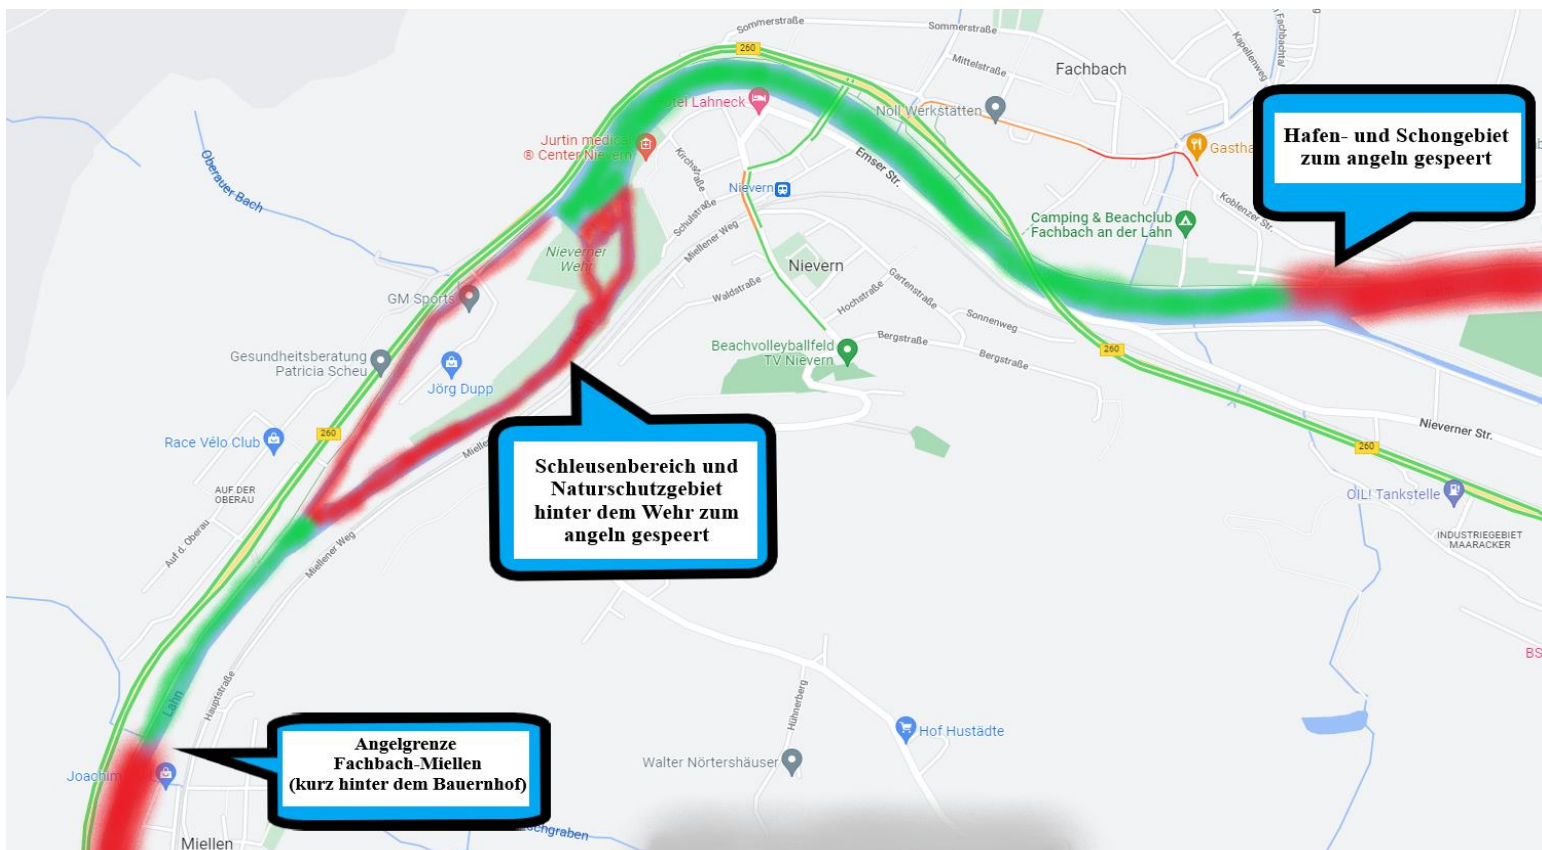 Sommerstraße
Sommerstraße
260
Mittelstraße
Fachbach
Kapellenweg
Fachbachta
Hafen- und Schongebiet
zum angeln gespeert
tel Lahneck
Noll Werkstätten
Jurtin medical
® Center Nievern
Gastha
Emser Str.
Kirchstraße
Oberauer Bach
Nievern
Koblenzer Str.
Camping & Beachclub
Fachbach an der Lahn
Schulstraße
Miellener Weg
Nieverner
Wehr
Nievern
Gartenstraße
Waldstraße
Hochstraße
GM Sports
Sonnenweg
Bergstraße
Bergstraße
Beachvolleyballfeld
TV Nievern
260
Gesundheitsberatung
Patricia Scheu
Jörg Dupp
Race Vélo Club
260
Nieverner Str.
260
Schleusenbereich und
Naturschutzgebiet
hinter dem Wehr zum
angeln gespeert
AUF DER
OBERAU
OIL! Tankstelle
Auf d. Oberau
Miellener Weg
INDUSTRIEGEBIET
MAARACKER
BS
Hauptstraße
Lahn
Hühnerberg
Hof Hustädte
Angelgrenze
Fachbach-Miellen
(kurz hinter dem Bauernhof)
Walter Nörtershäuser
Joachim
Miellen
schgraben